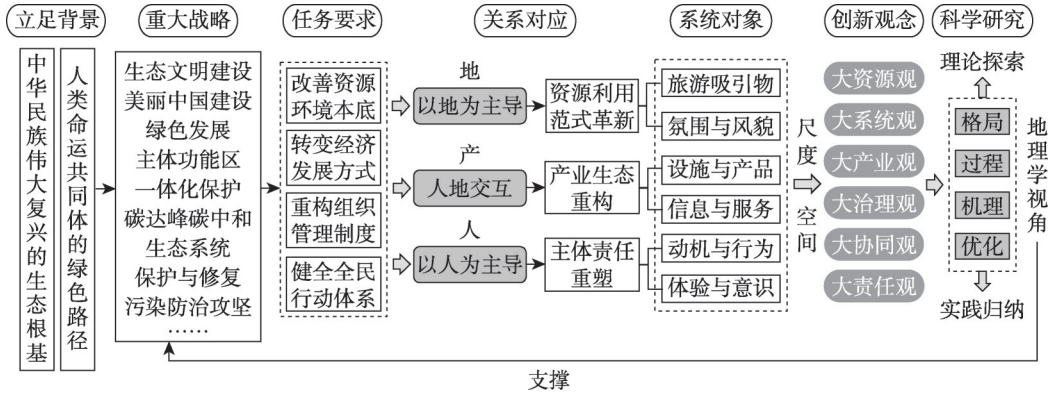 立足背景
重大战略
任务要求
关系对应
系统对象
创新观念
科学研究
中华民族伟大复兴的生态根基
人类命运共同体的绿色路径
生态文明建设
美丽中国建设
绿色发展
主体功能区
一体化保护
碳达峰碳中和
生态系统
保护与修复
污染防治攻坚
……
改善资源
环境本底
转变经济
发展方式
重构组织
管理制度
健全全民
行动体系
地
以地为主导
产
人地交互
人
以人为主导
资源利用
范式革新
产业生态
重构
主体责任
重塑
旅游吸引物
氛围与风貌
设施与产品
信息与服务
动机与行为
体验与意识
尺度
空间
大资源观
大系统观
大产业观
大治理观
大协同观
大责任观
理论探索
格局
过程
机理
优化
实践归纳
地理学视角
支撑